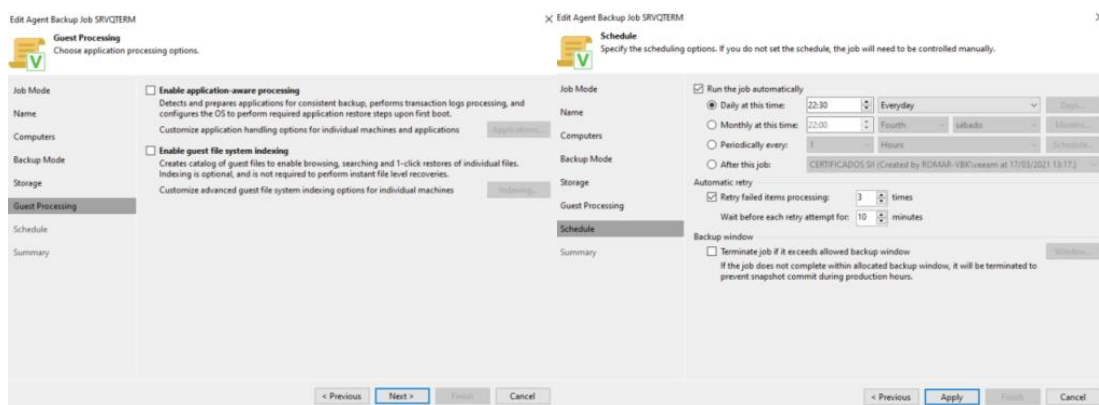 Edit Agent Backup Job SRVQTERM
Guest Processing
Choose application processing options.
Job Mode
Name
Computers
Backup Mode
Storage
Guest Processing
Schedule
Summary
Enable application-aware processing
Detects and prepares applications for consistent backup, performs transaction logs processing, and
configures the OS to perform required application restore steps upon first boot.
Customize application handling options for individual machines and applications
Applications...
Enable guest file system indexing
Creates catalog of guest files to enable browsing, searching and 1-click restores of individual files.
Indexing is optional, and is not required to perform instant file level recoveries.
Customize advanced guest file system indexing options for individual machines
Indexing...
< Previous Next > Finish Cancel
Edit Agent Backup Job SRVQTERM
Schedule
Specify the scheduling options. If you do not set the schedule, the job will need to be controlled manually.
Job Mode
Name
Computers
Backup Mode
Storage
Guest Processing
Schedule
Summary
Run the job automatically
Daily at this time: 22:30 Everyday Days...
Monthly at this time: 22:00 Fourth sábado Months...
Periodically every: 1 Hours Schedule...
After this job: CERTIFICADOS SII (Created by ROMAR-VBK\veeam at 17/03/2021 13:17.)
Automatic retry
Retry failed items processing: 3 times
Wait before each retry attempt for: 10 minutes
Backup window
Terminate job if it exceeds allowed backup window Window...
If the job does not complete within allocated backup window, it will be terminated to
prevent snapshot commit during production hours.
< Previous Apply Finish Cancel